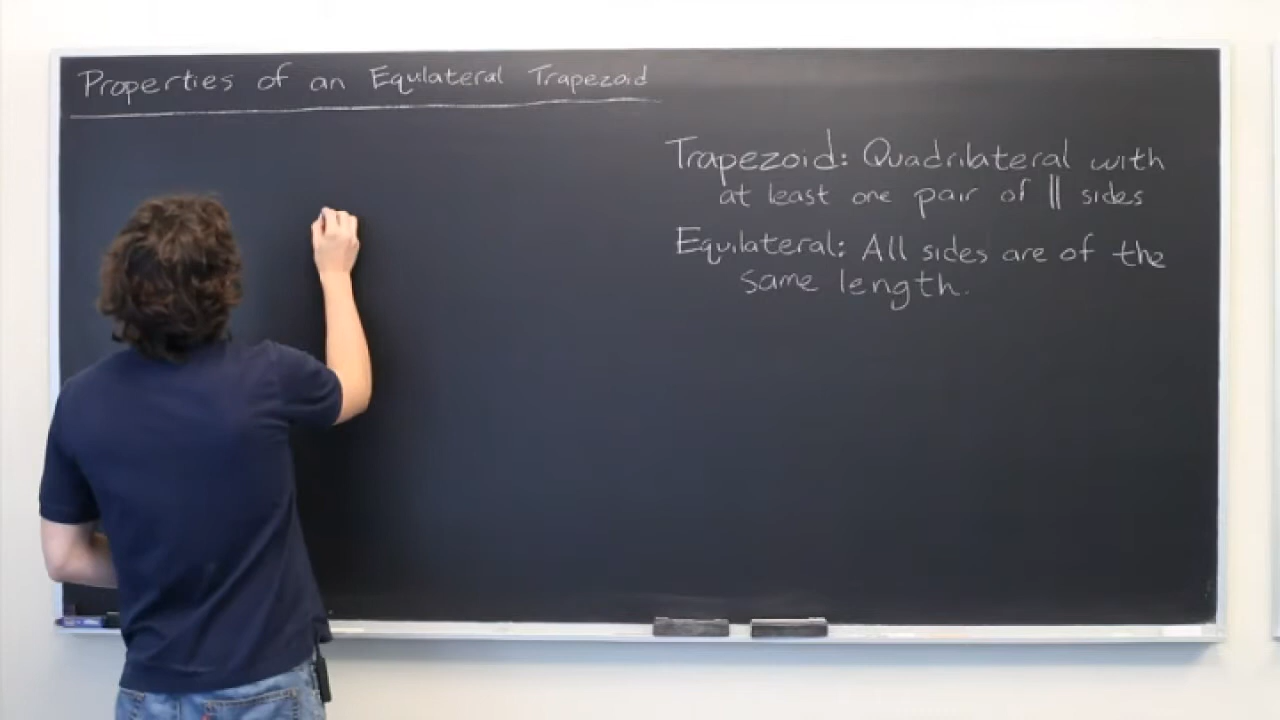 Properties of an Equlateral Trapezoid
Trapezoid: Quadrilateral with
at least one pair of || sides
Equilateral: All sides are of the
same length.